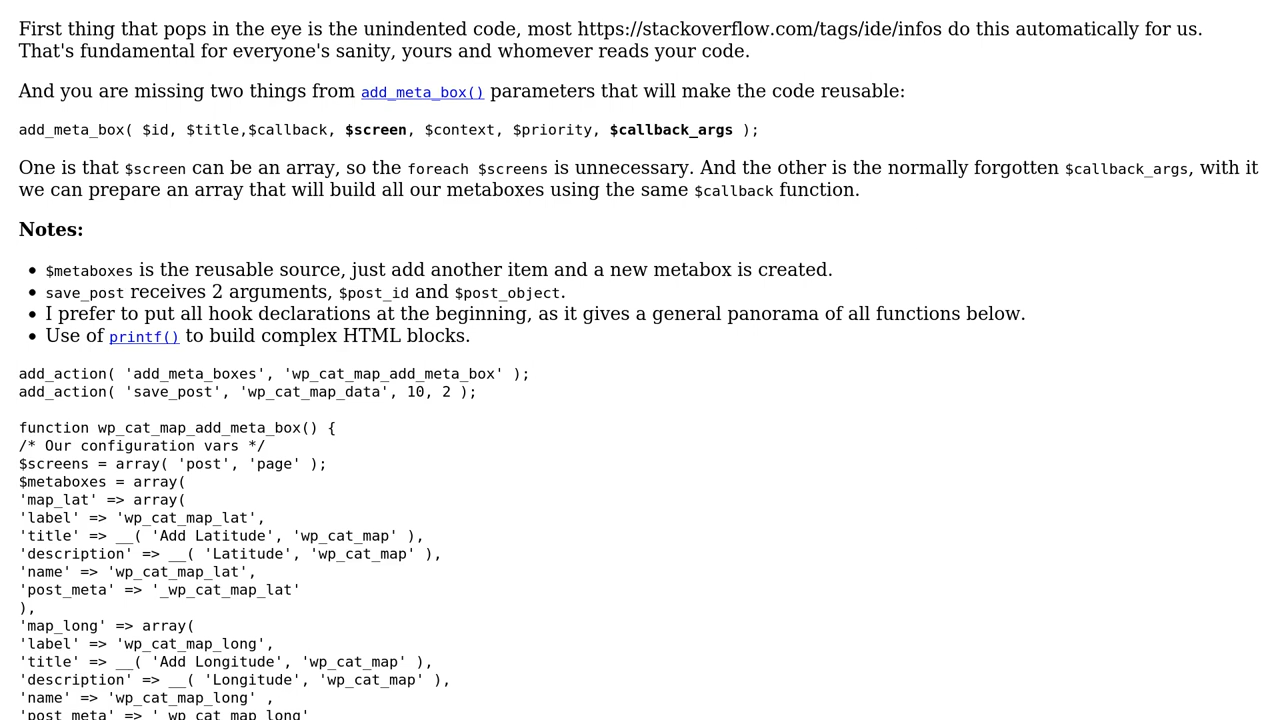 First thing that pops in the eye is the unindented code, most https://stackoverflow.com/tags/ide/infos do this automatically for us.
That's fundamental for everyone's sanity, yours and whomever reads your code.
And you are missing two things from add_meta_box() parameters that will make the code reusable:
add_meta_box( $id, $title,$callback, $screen, $context, $priority, $callback_args );
One is that $screen can be an array, so the foreach $screens is unnecessary. And the other is the normally forgotten $callback_args, with it
we can prepare an array that will build all our metaboxes using the same $callback function.
Notes:
• $metaboxes is the reusable source, just add another item and a new metabox is created.
• save_post receives 2 arguments, $post_id and $post_object.
• I prefer to put all hook declarations at the beginning, as it gives a general panorama of all functions below.
• Use of printf() to build complex HTML blocks.
add_action( 'add_meta_boxes', 'wp_cat_map_add_meta_box' );
add_action( 'save_post', 'wp_cat_map_data', 10, 2 );
function wp_cat_map_add_meta_box() {
/* Our configuration vars */
$screens = array( 'post', 'page' );
$metaboxes = array(
'map_lat' => array(
'label' => 'wp_cat_map_lat',
'title' => __( 'Add Latitude', 'wp_cat_map' ),
'description' => __( 'Latitude', 'wp_cat_map' ),
'name' => 'wp_cat_map_lat',
'post_meta' => '_wp_cat_map_lat'
),
'map_long' => array(
'label' => 'wp_cat_map_long',
'title' => __( 'Add Longitude', 'wp_cat_map' ),
'description' => __( 'Longitude', 'wp_cat_map' ),
'name' => 'wp_cat_map_long' ,
'post_meta' => '_wp_cat_map_long'